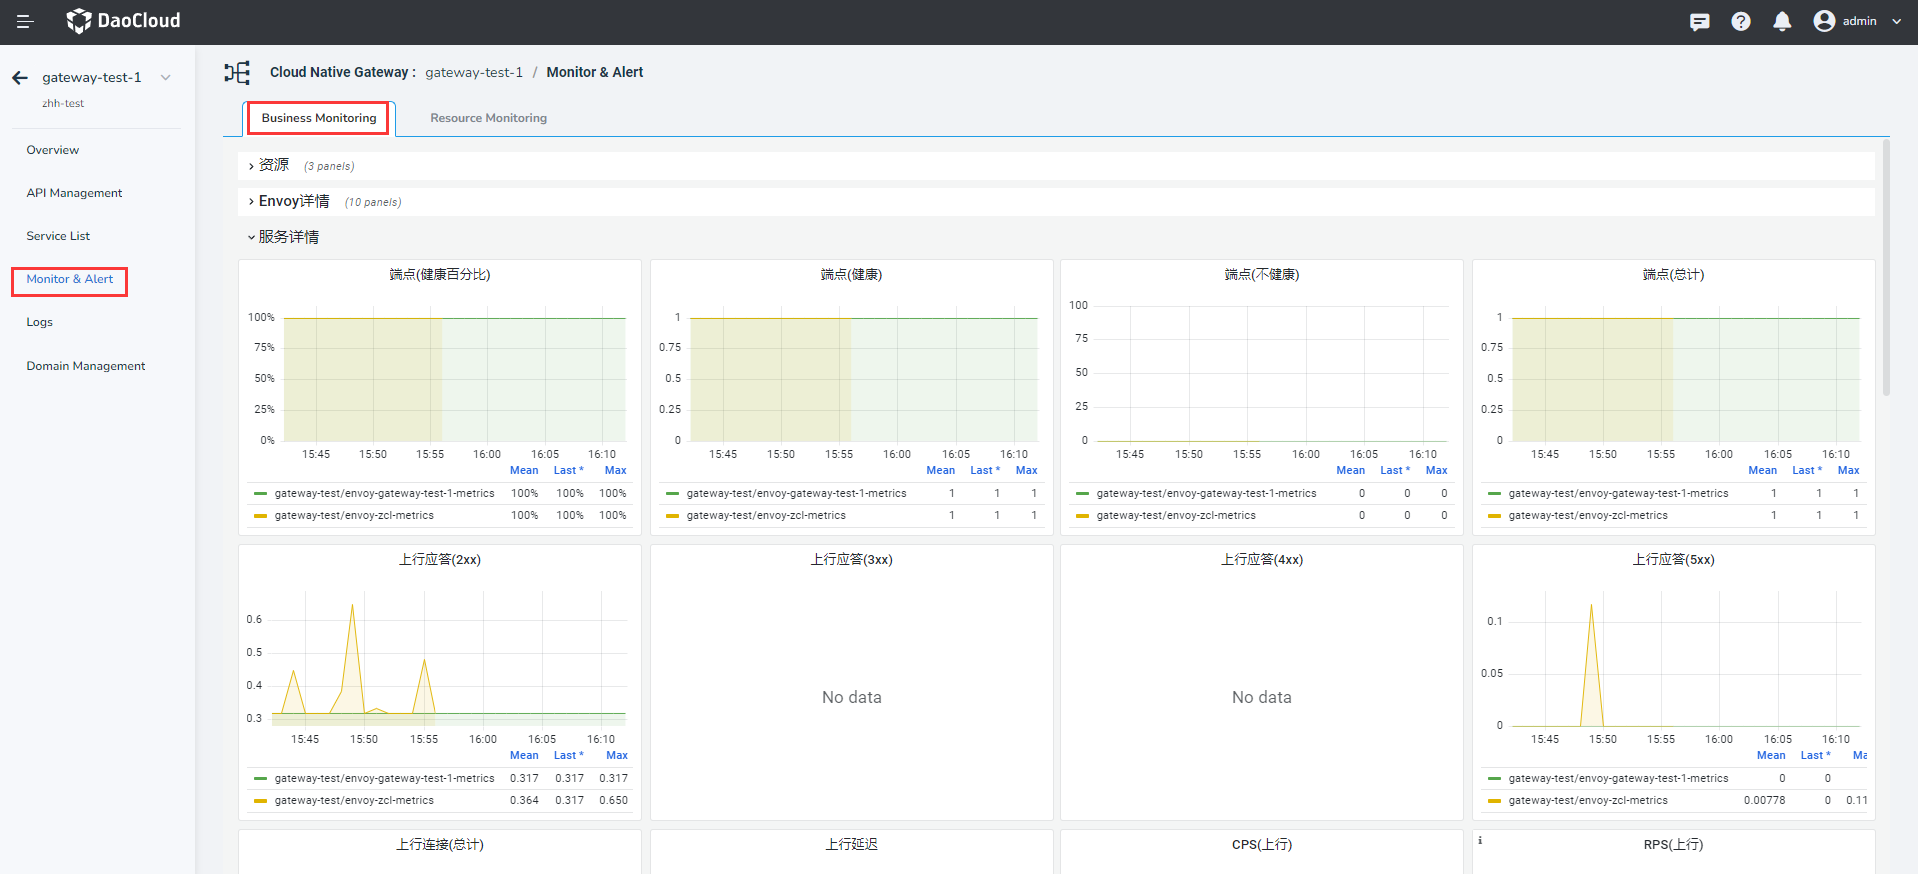 DaoCloud
admin
gateway-test-1
zhh-test
Overview
API Management
Service List
Monitor & Alert
Logs
Domain Management
Cloud Native Gateway : gateway-test-1 / Monitor & Alert
Business Monitoring Resource Monitoring
资源 (3 panels)
Envoy详情 (10 panels)
服务详情
端点(健康百分比)
100%
75%
50%
25%
0%
15:45 15:50 15:55 16:00 16:05 16:10
Mean Last * Max
gateway-test/envoy-gateway-test-1-metrics 100% 100% 100%
gateway-test/envoy-zcl-metrics 100% 100% 100%
端点(健康)
1
0.75
0.5
0.25
0
15:45 15:50 15:55 16:00 16:05 16:10
Mean Last * Max
gateway-test/envoy-gateway-test-1-metrics 1 1 1
gateway-test/envoy-zcl-metrics 1 1 1
端点(不健康)
100
75
50
25
0
15:45 15:50 15:55 16:00 16:05 16:10
Mean Last * Max
gateway-test/envoy-gateway-test-1-metrics 0 0 0
gateway-test/envoy-zcl-metrics 0 0 0
端点(总计)
1
0.75
0.5
0.25
0
15:45 15:50 15:55 16:00 16:05 16:10
Mean Last * Max
gateway-test/envoy-gateway-test-1-metrics 1 1 1
gateway-test/envoy-zcl-metrics 1 1 1
上行应答(2xx)
0.6
0.5
0.4
0.3
15:45 15:50 15:55 16:00 16:05 16:10
Mean Last * Max
gateway-test/envoy-gateway-test-1-metrics 0.317 0.317 0.317
gateway-test/envoy-zcl-metrics 0.364 0.317 0.650
上行应答(3xx)
No data
上行应答(4xx)
No data
上行应答(5xx)
0.1
0.05
0
15:45 15:50 15:55 16:00 16:05 16:10
Mean Last * Ma
gateway-test/envoy-gateway-test-1-metrics 0 0
gateway-test/envoy-zcl-metrics 0.00778 0 0.11
上行连接(总计)
上行延迟
CPS(上行)
RPS(上行)